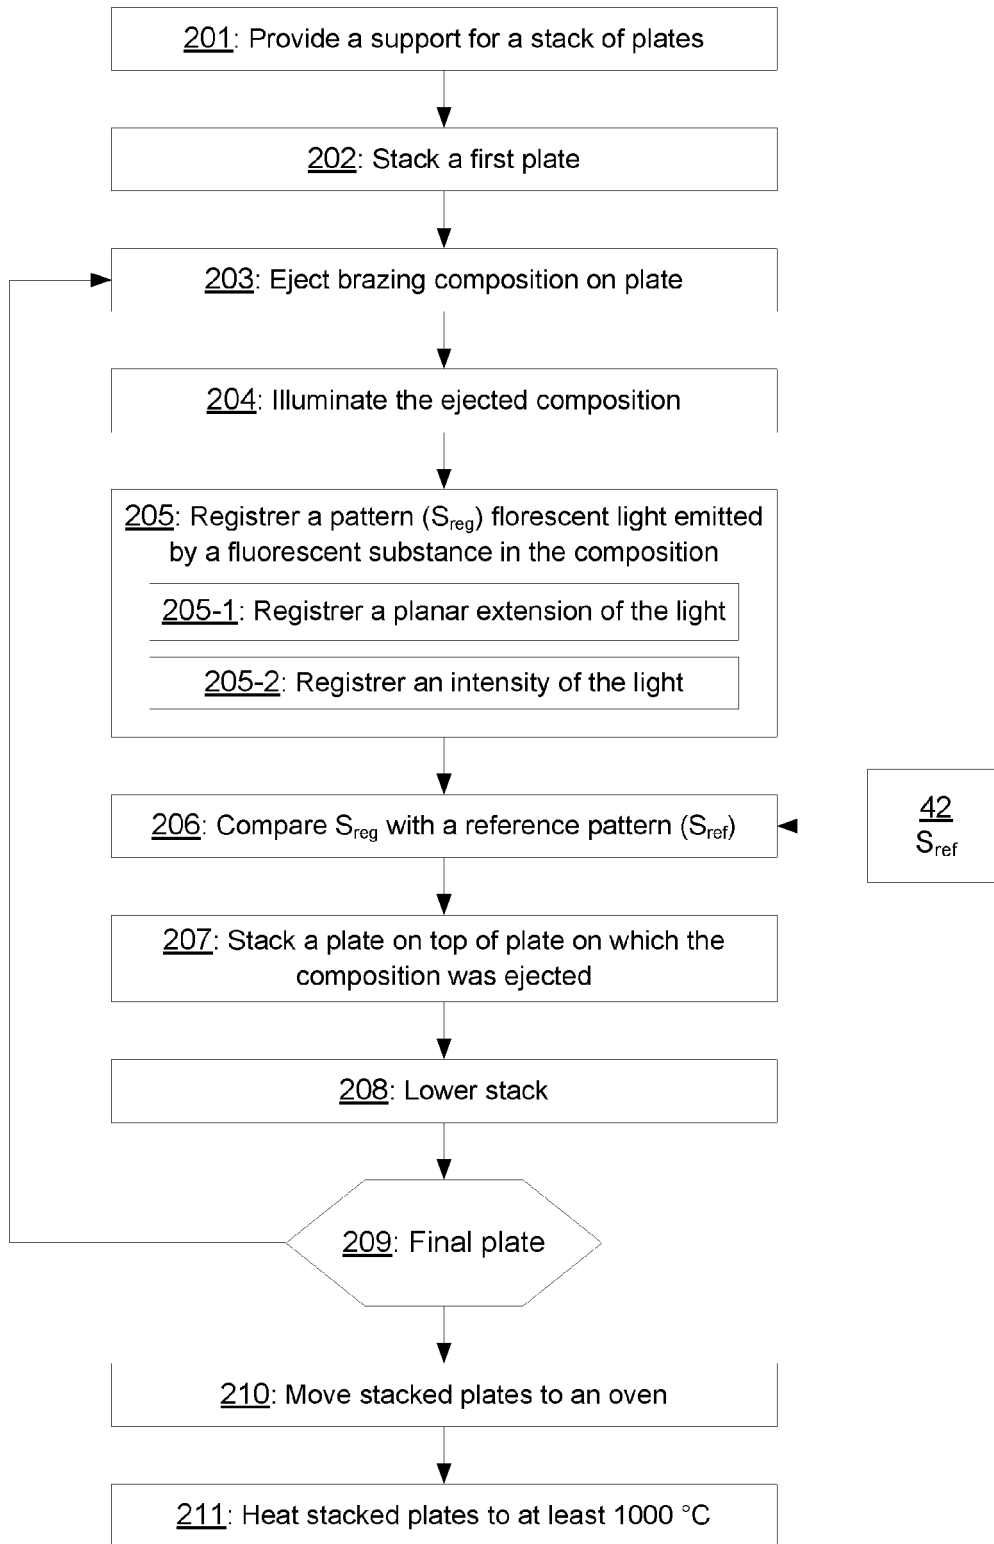 201: Provide a support for a stack of plates
202: Stack a first plate
203: Eject brazing composition on plate
204: Illuminate the ejected composition
205: Registrer a pattern (Sreg) florescent light emitted
by a fluorescent substance in the composition
205-1: Registrer a planar extension of the light
205-2: Registrer an intensity of the light
206: Compare Sreg with a reference pattern (Sref)
42
Sref
207: Stack a plate on top of plate on which the
composition was ejected
208: Lower stack
209: Final plate
210: Move stacked plates to an oven
211: Heat stacked plates to at least 1000 °C